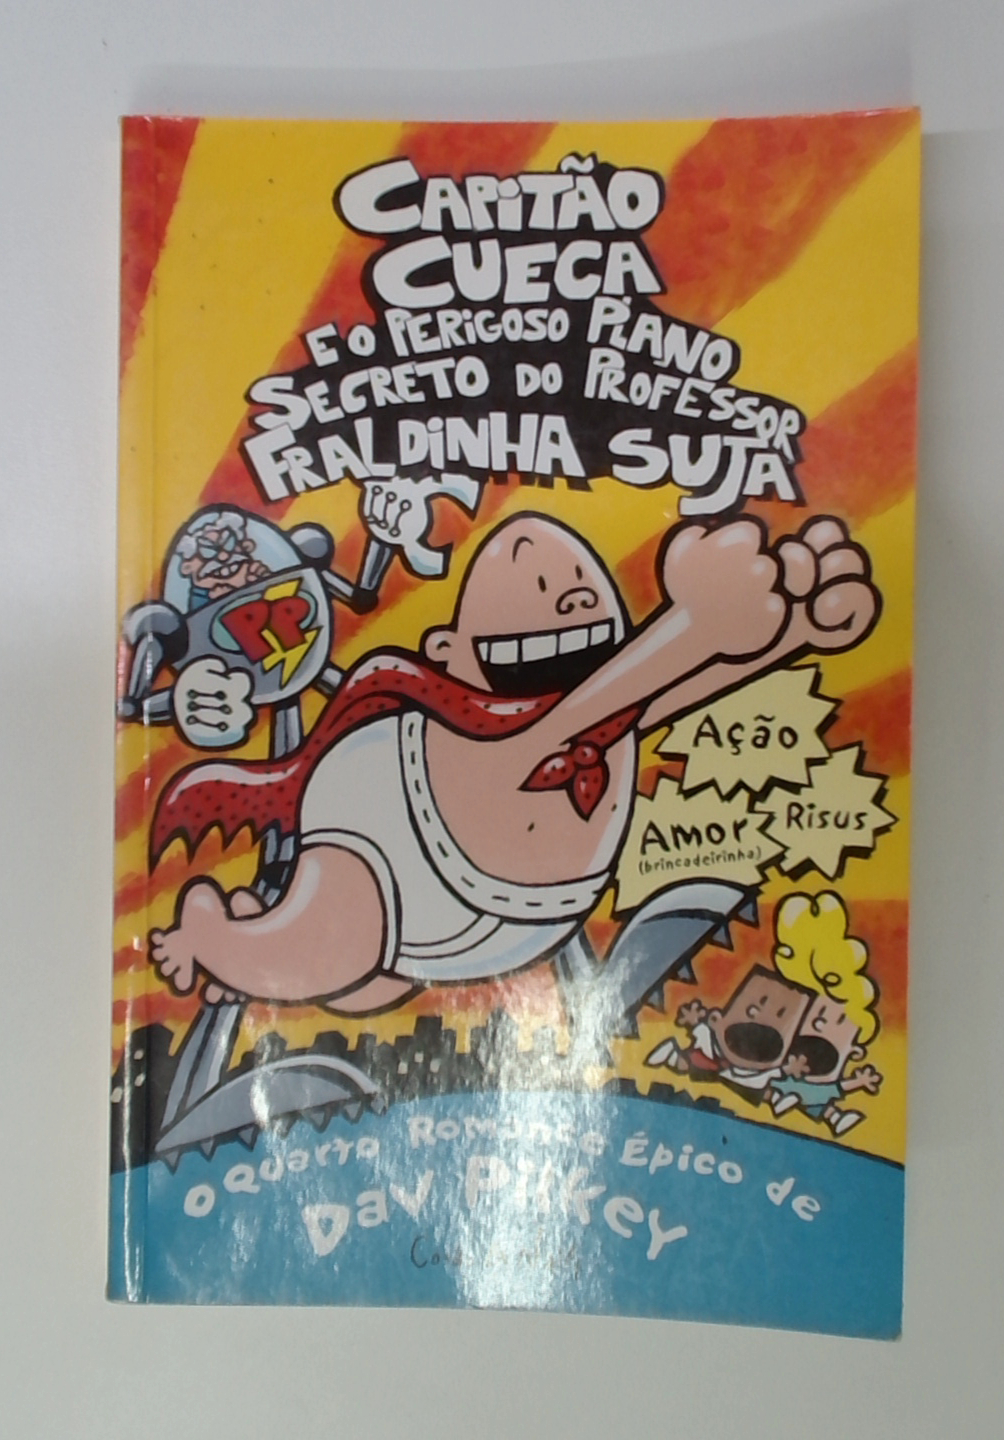 CAPITÃO
CUECA
E O PERIGOSO PLANO
SECRETO DO PROFESSOR
FRALDINHA SUJA
PP
Ação
Amor
(brincadeirinha)
Risus
O Quarto Romance Épico de
Dav Pilkey